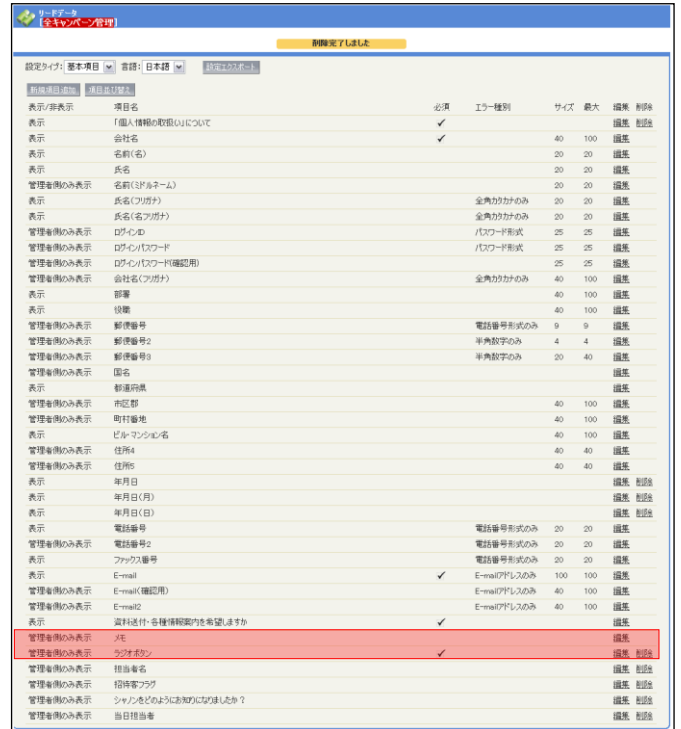 リードデータ
[全キャンペーン管理]
削除完了しました
設定タイプ: 基本項目 言語: 日本語 設定エクスポート
新規項目追加 項目並び替え
表示/非表示 項目名 必須 エラー種別 サイズ 最大 編集 削除
表示 「個人情報の取扱い」について ✓ 編集 削除
表示 会社名 ✓ 40 100 編集
表示 名前(名) 20 20 編集
表示 氏名 20 20 編集
管理者側のみ表示 名前(ミドルネーム) 20 20 編集
表示 氏名(フリガナ) 全角カタカナのみ 20 20 編集
表示 氏名(名フリガナ) 全角カタカナのみ 20 20 編集
管理者側のみ表示 ログインID パスワード形式 25 25 編集
管理者側のみ表示 ログインパスワード パスワード形式 25 25 編集
管理者側のみ表示 ログインパスワード(確認用) 25 25 編集
管理者側のみ表示 会社名(フリガナ) 全角カタカナのみ 40 100 編集
表示 部署 40 100 編集
表示 役職 40 100 編集
管理者側のみ表示 郵便番号 電話番号形式のみ 9 9 編集
管理者側のみ表示 郵便番号2 半角数字のみ 4 4 編集
管理者側のみ表示 郵便番号3 半角数字のみ 20 40 編集
管理者側のみ表示 国名 編集
表示 都道府県 編集
管理者側のみ表示 市区郡 40 100 編集
管理者側のみ表示 町村番地 40 100 編集
表示 ビル・マンション名 40 100 編集
管理者側のみ表示 住所4 40 40 編集
管理者側のみ表示 住所5 40 40 編集
表示 年月日 編集 削除
表示 年月日(月) 編集 削除
表示 年月日(日) 編集 削除
表示 電話番号 電話番号形式のみ 20 20 編集
管理者側のみ表示 電話番号2 電話番号形式のみ 20 20 編集
表示 ファックス番号 電話番号形式のみ 20 20 編集
表示 E-mail ✓ E-mailアドレスのみ 100 100 編集
管理者側のみ表示 E-mail(確認用) E-mailアドレスのみ 40 100 編集
管理者側のみ表示 E-mail2 E-mailアドレスのみ 40 100 編集
表示 資料送付・各種情報案内を希望しますか ✓ 編集
管理者側のみ表示 メモ 編集
管理者側のみ表示 ラジオボタン ✓ 編集 削除
管理者側のみ表示 担当者名 編集 削除
管理者側のみ表示 招待客フラグ 編集 削除
管理者側のみ表示 シャノンをどのようにお知りになりましたか? 編集 削除
管理者側のみ表示 当日担当者 編集 削除